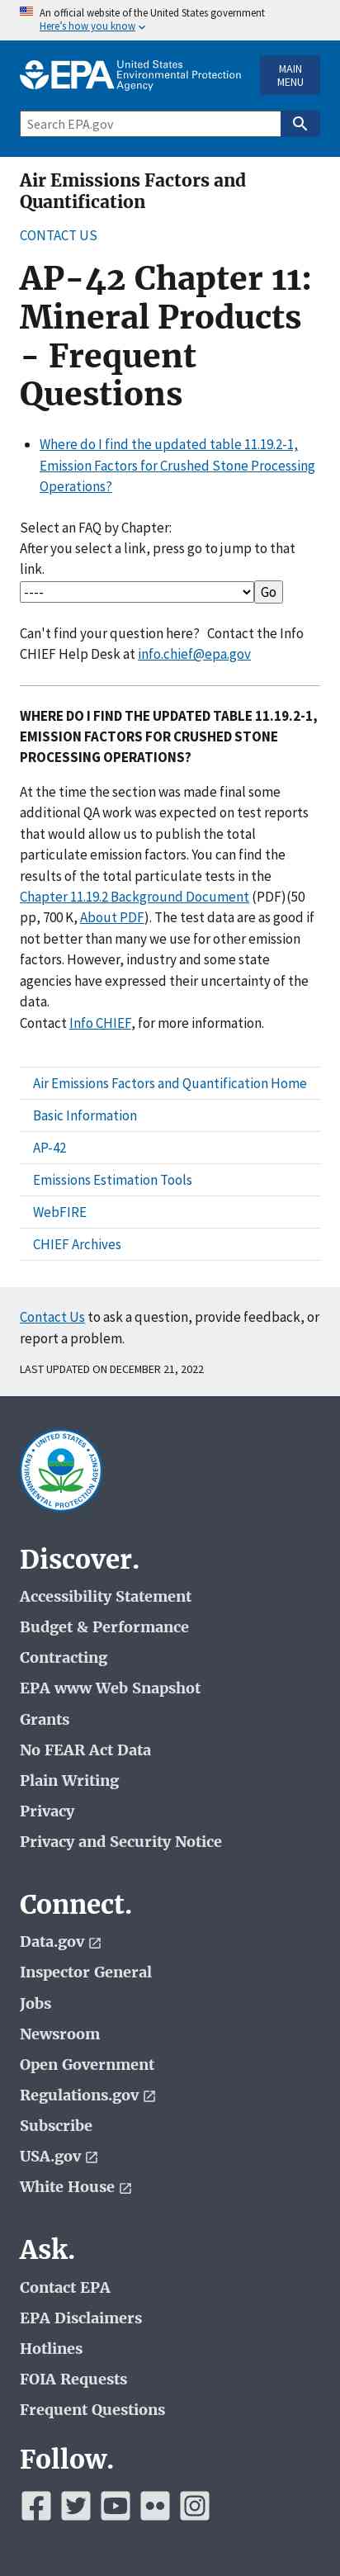 An official website of the United States government
Here's how you know
EPA United States
Environmental Protection
Agency
MAIN
MENU
Search EPA.gov
Air Emissions Factors and
Quantification
CONTACT US
AP-42 Chapter 11:
Mineral Products
- Frequent
Questions
Where do I find the updated table 11.19.2-1,
Emission Factors for Crushed Stone Processing
Operations?
Select an FAQ by Chapter:
After you select a link, press go to jump to that
link.
---- Go
Can't find your question here?   Contact the Info
CHIEF Help Desk at info.chief@epa.gov
WHERE DO I FIND THE UPDATED TABLE 11.19.2-1,
EMISSION FACTORS FOR CRUSHED STONE
PROCESSING OPERATIONS?
At the time the section was made final some
additional QA work was expected on test reports
that would allow us to publish the total
particulate emission factors. You can find the
results of the total particulate tests in the
Chapter 11.19.2 Background Document (PDF)(50
pp, 700 K, About PDF). The test data are as good if
not better than many we use for other emission
factors. However, industry and some state
agencies have expressed their uncertainty of the
data.
Contact Info CHIEF, for more information.
Air Emissions Factors and Quantification Home
Basic Information
AP-42
Emissions Estimation Tools
WebFIRE
CHIEF Archives
Contact Us to ask a question, provide feedback, or
report a problem.
LAST UPDATED ON DECEMBER 21, 2022
UNITED STATES
ENVIRONMENTAL PROTECTION AGENCY
Discover.
Accessibility Statement
Budget & Performance
Contracting
EPA www Web Snapshot
Grants
No FEAR Act Data
Plain Writing
Privacy
Privacy and Security Notice
Connect.
Data.gov
Inspector General
Jobs
Newsroom
Open Government
Regulations.gov
Subscribe
USA.gov
White House
Ask.
Contact EPA
EPA Disclaimers
Hotlines
FOIA Requests
Frequent Questions
Follow.